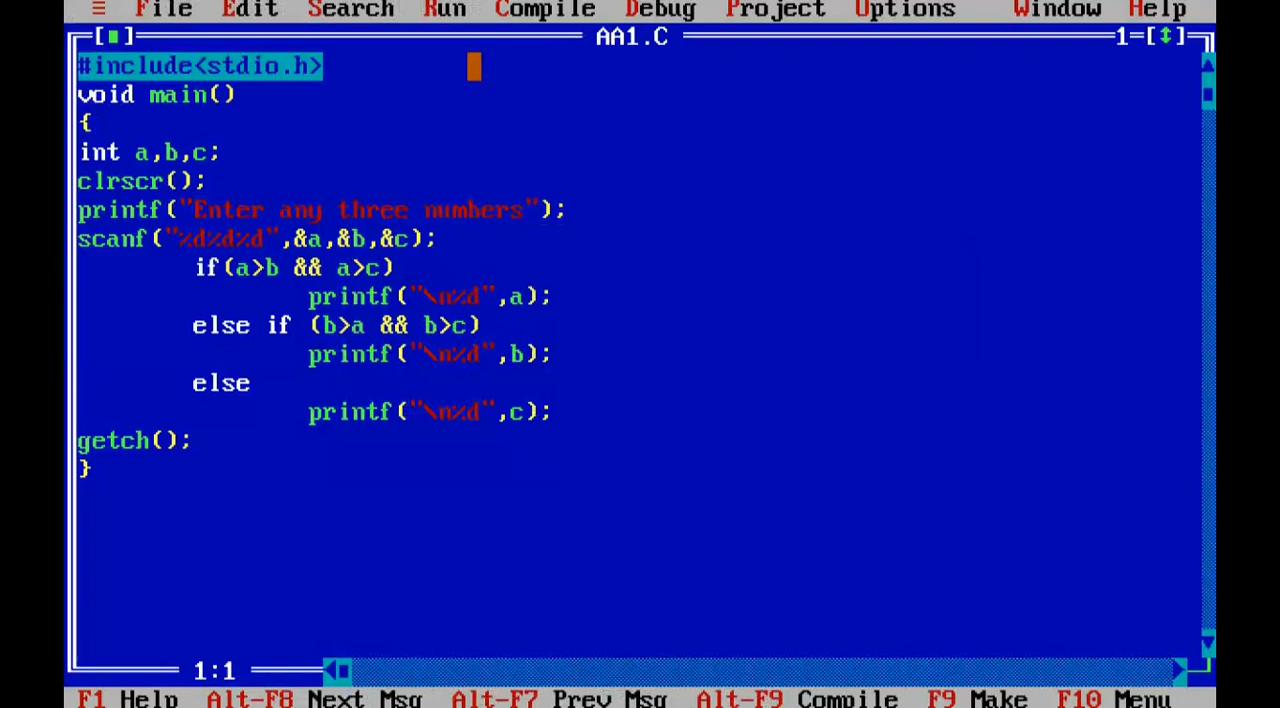 ≡ File Edit Search Run Compile Debug Project Options Window Help
[■] AA1.C 1=[↕]
#include<stdio.h>
void main()
{
int a,b,c;
clrscr();
printf("Enter any three numbers");
scanf("%d%d%d",&a,&b,&c);
if(a>b && a>c)
printf("\n%d",a);
else if (b>a && b>c)
printf("\n%d",b);
else
printf("\n%d",c);
getch();
}
1:1
F1 Help Alt-F8 Next Msg Alt-F7 Prev Msg Alt-F9 Compile F9 Make F10 Menu